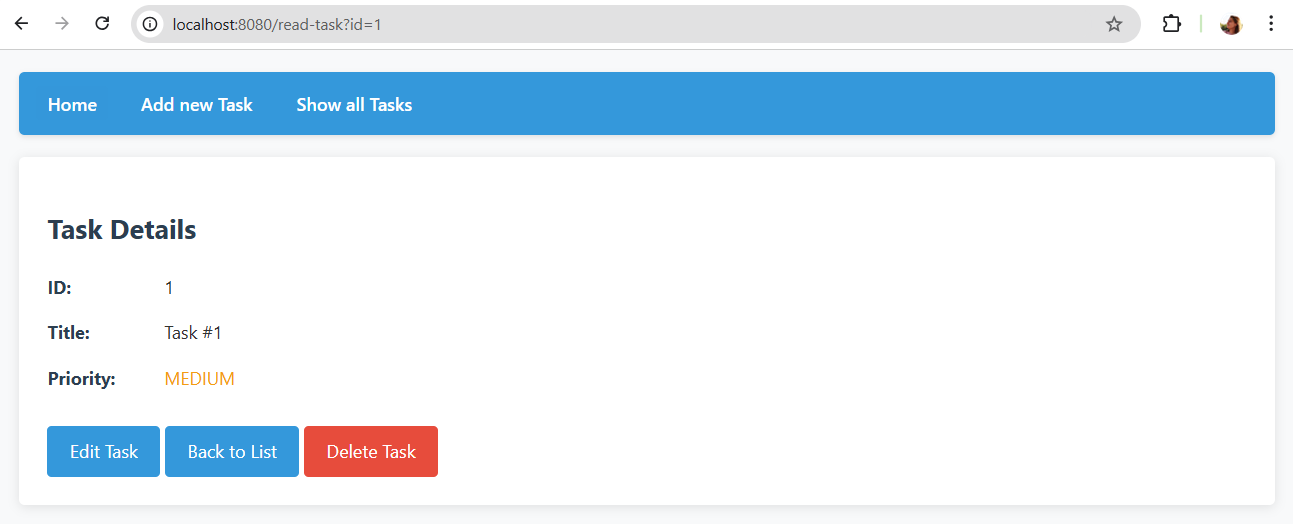 localhost:8080/read-task?id=1
Home Add new Task Show all Tasks
Task Details
ID: 1
Title: Task #1
Priority: MEDIUM
Edit Task Back to List Delete Task